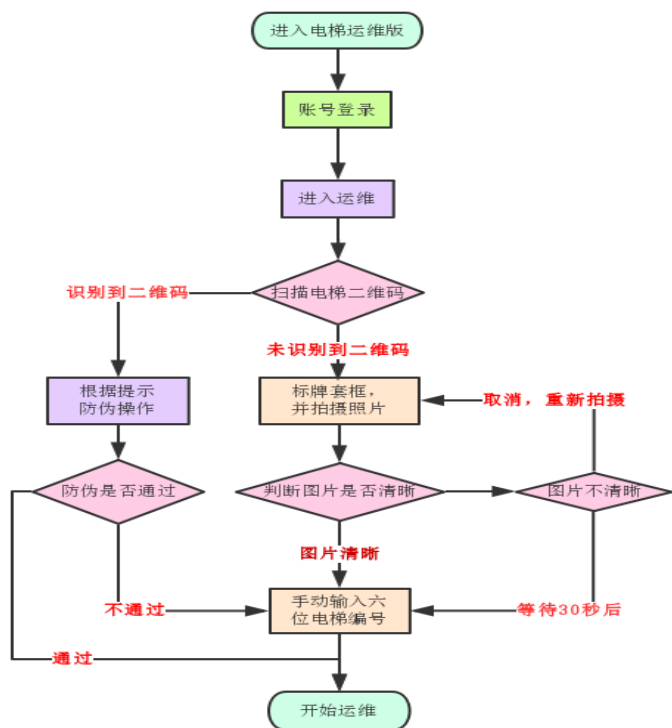 进入电梯运维版
账号登录
进入运维
扫描电梯二维码
识别到二维码
未识别到二维码
根据提示
防伪操作
标牌套框，
并拍摄照片
取消，重新拍摄
防伪是否通过
判断图片是否清晰
图片不清晰
图片清晰
不通过
手动输入六
位电梯编号
等待30秒后
通过
开始运维